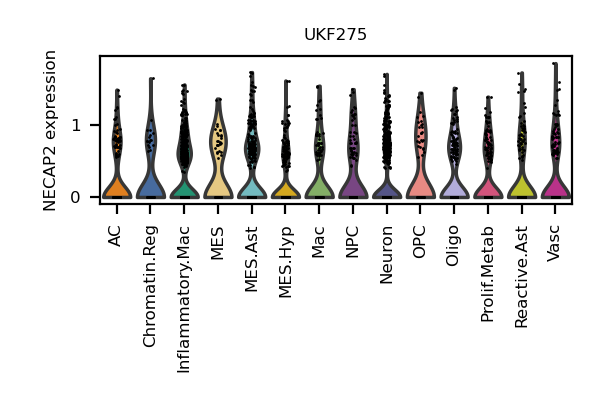 UKF275
NECAP2 expression
1
0
AC
Chromatin.Reg
Inflammatory.Mac
MES
MES.Ast
MES.Hyp
Mac
NPC
Neuron
OPC
Oligo
Prolif.Metab
Reactive.Ast
Vasc